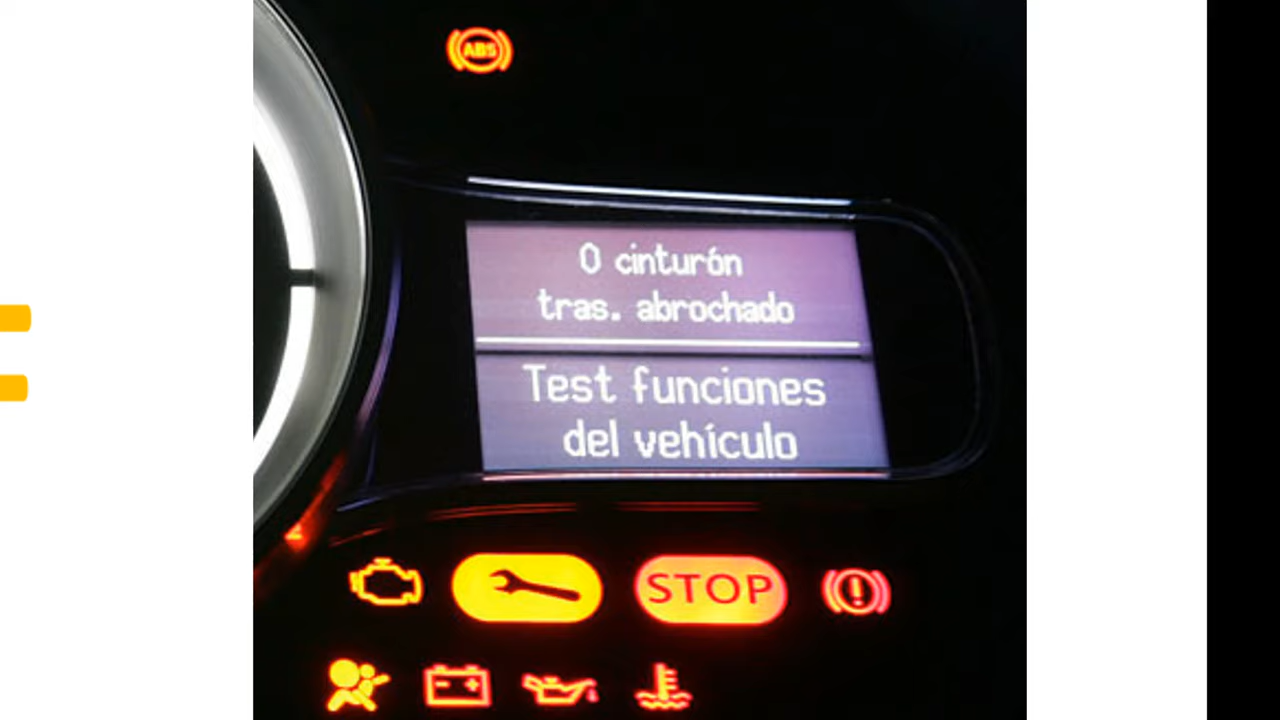 ABS
0 cinturón
tras. abrochado
Test funciones
del vehículo
STOP